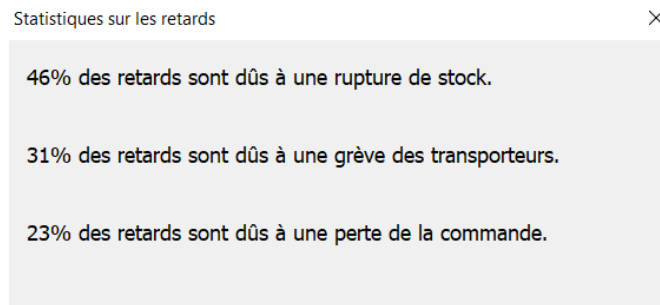 Statistiques sur les retards
46% des retards sont dûs à une rupture de stock.
31% des retards sont dûs à une grève des transporteurs.
23% des retards sont dûs à une perte de la commande.